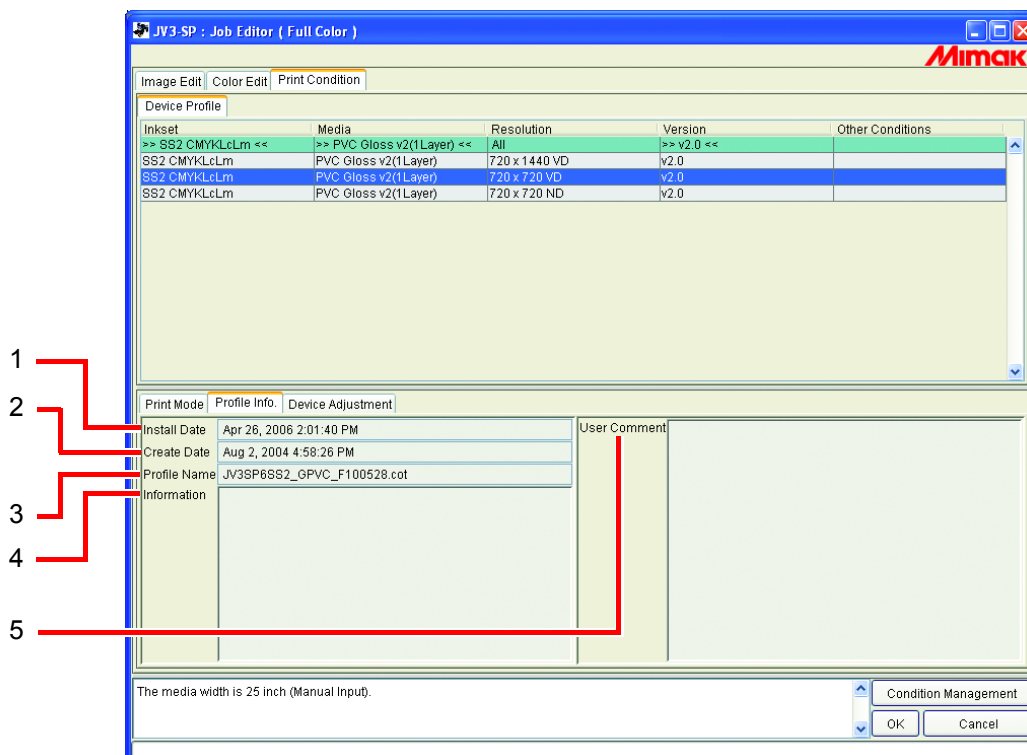 JV3-SP : Job Editor ( Full Color )
Mimak
Image Edit Color Edit Print Condition
Device Profile
Inkset Media Resolution Version Other Conditions
>> SS2 CMYKLcLm << >> PVC Gloss v2(1Layer) << All >> v2.0 <<
SS2 CMYKLcLm PVC Gloss v2(1Layer) 720 x 1440 VD v2.0
SS2 CMYKLcLm PVC Gloss v2(1Layer) 720 x 720 VD v2.0
SS2 CMYKLcLm PVC Gloss v2(1Layer) 720 x 720 ND v2.0
Print Mode Profile Info. Device Adjustment
1 Install Date Apr 26, 2006 2:01:40 PM User Comment
2 Create Date Aug 2, 2004 4:58:26 PM
3 Profile Name JV3SP6SS2_GPVC_F100528.cot
4 Information
5
The media width is 25 inch (Manual Input).
Condition Management
OK Cancel